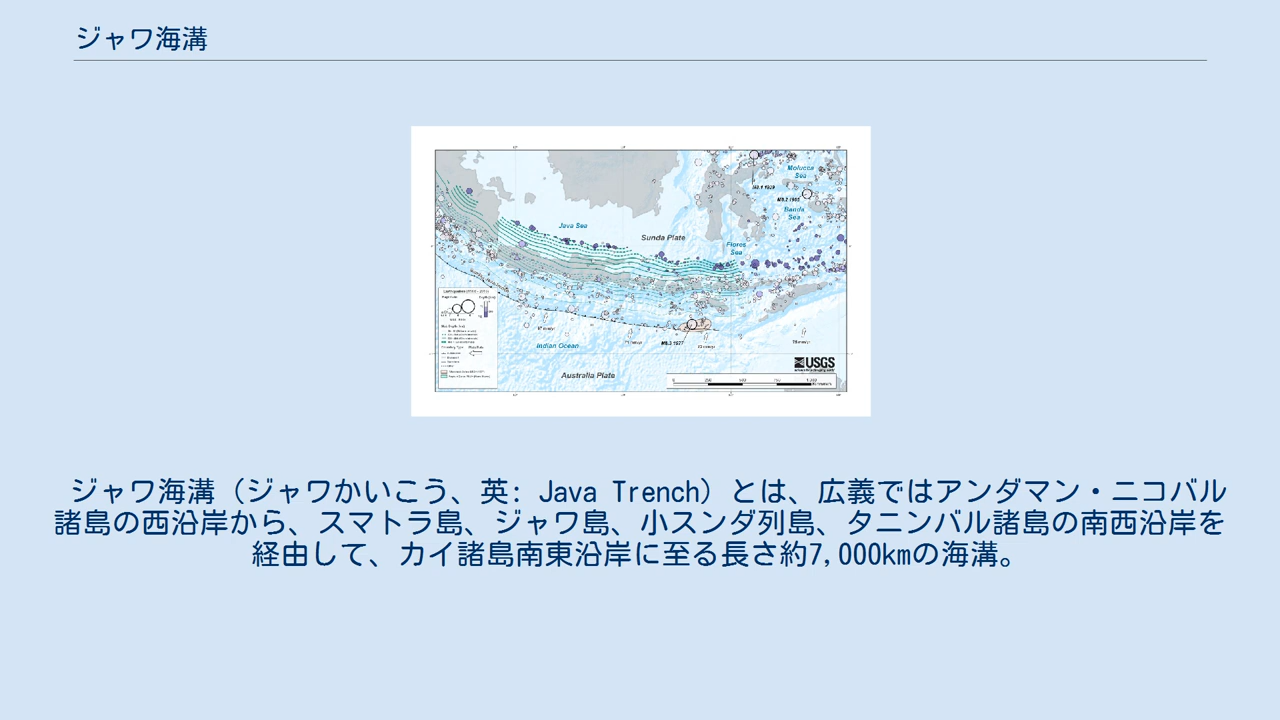 ジャワ海溝
Molucca
Sea
Banda
Sea
Java Sea
Sunda Plate
Flores
Sea
Indian Ocean
Australia Plate
USGS
ジャワ海溝（ジャワかいこう、英: Java Trench）とは、広義ではアンダマン・ニコバル
諸島の西沿岸から、スマトラ島、ジャワ島、小スンダ列島、タニンバル諸島の南西沿岸を
経由して、カイ諸島南東沿岸に至る長さ約7,000kmの海溝。